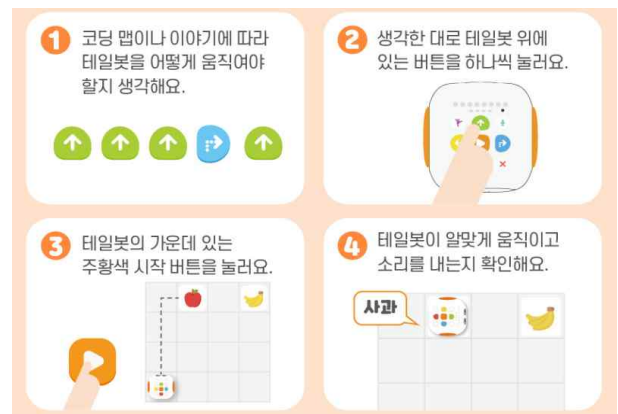 1 코딩 맵이나 이야기에 따라
테일봇을 어떻게 움직여야
할지 생각해요.
2 생각한 대로 테일봇 위에
있는 버튼을 하나씩 눌러요.
3 테일봇의 가운데 있는
주황색 시작 버튼을 눌러요.
4 테일봇이 알맞게 움직이고
소리를 내는지 확인해요.
사과